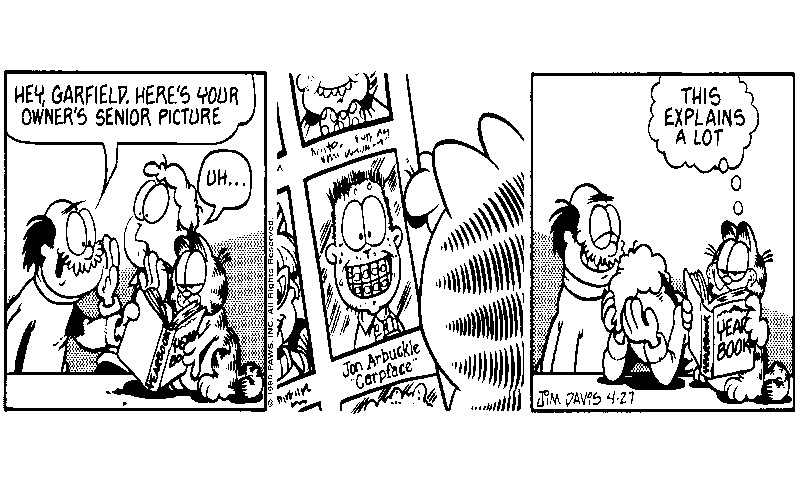 HEY, GARFIELD. HERE'S YOUR
OWNER'S SENIOR PICTURE
UH...
YEAR
BOOK
© 1989 PAWS, INC. All Rights Reserved.
Jon Arbuckle
"Carpface"
THIS
EXPLAINS
A LOT
YEAR
BOOK
JIM DAVIS 4-27